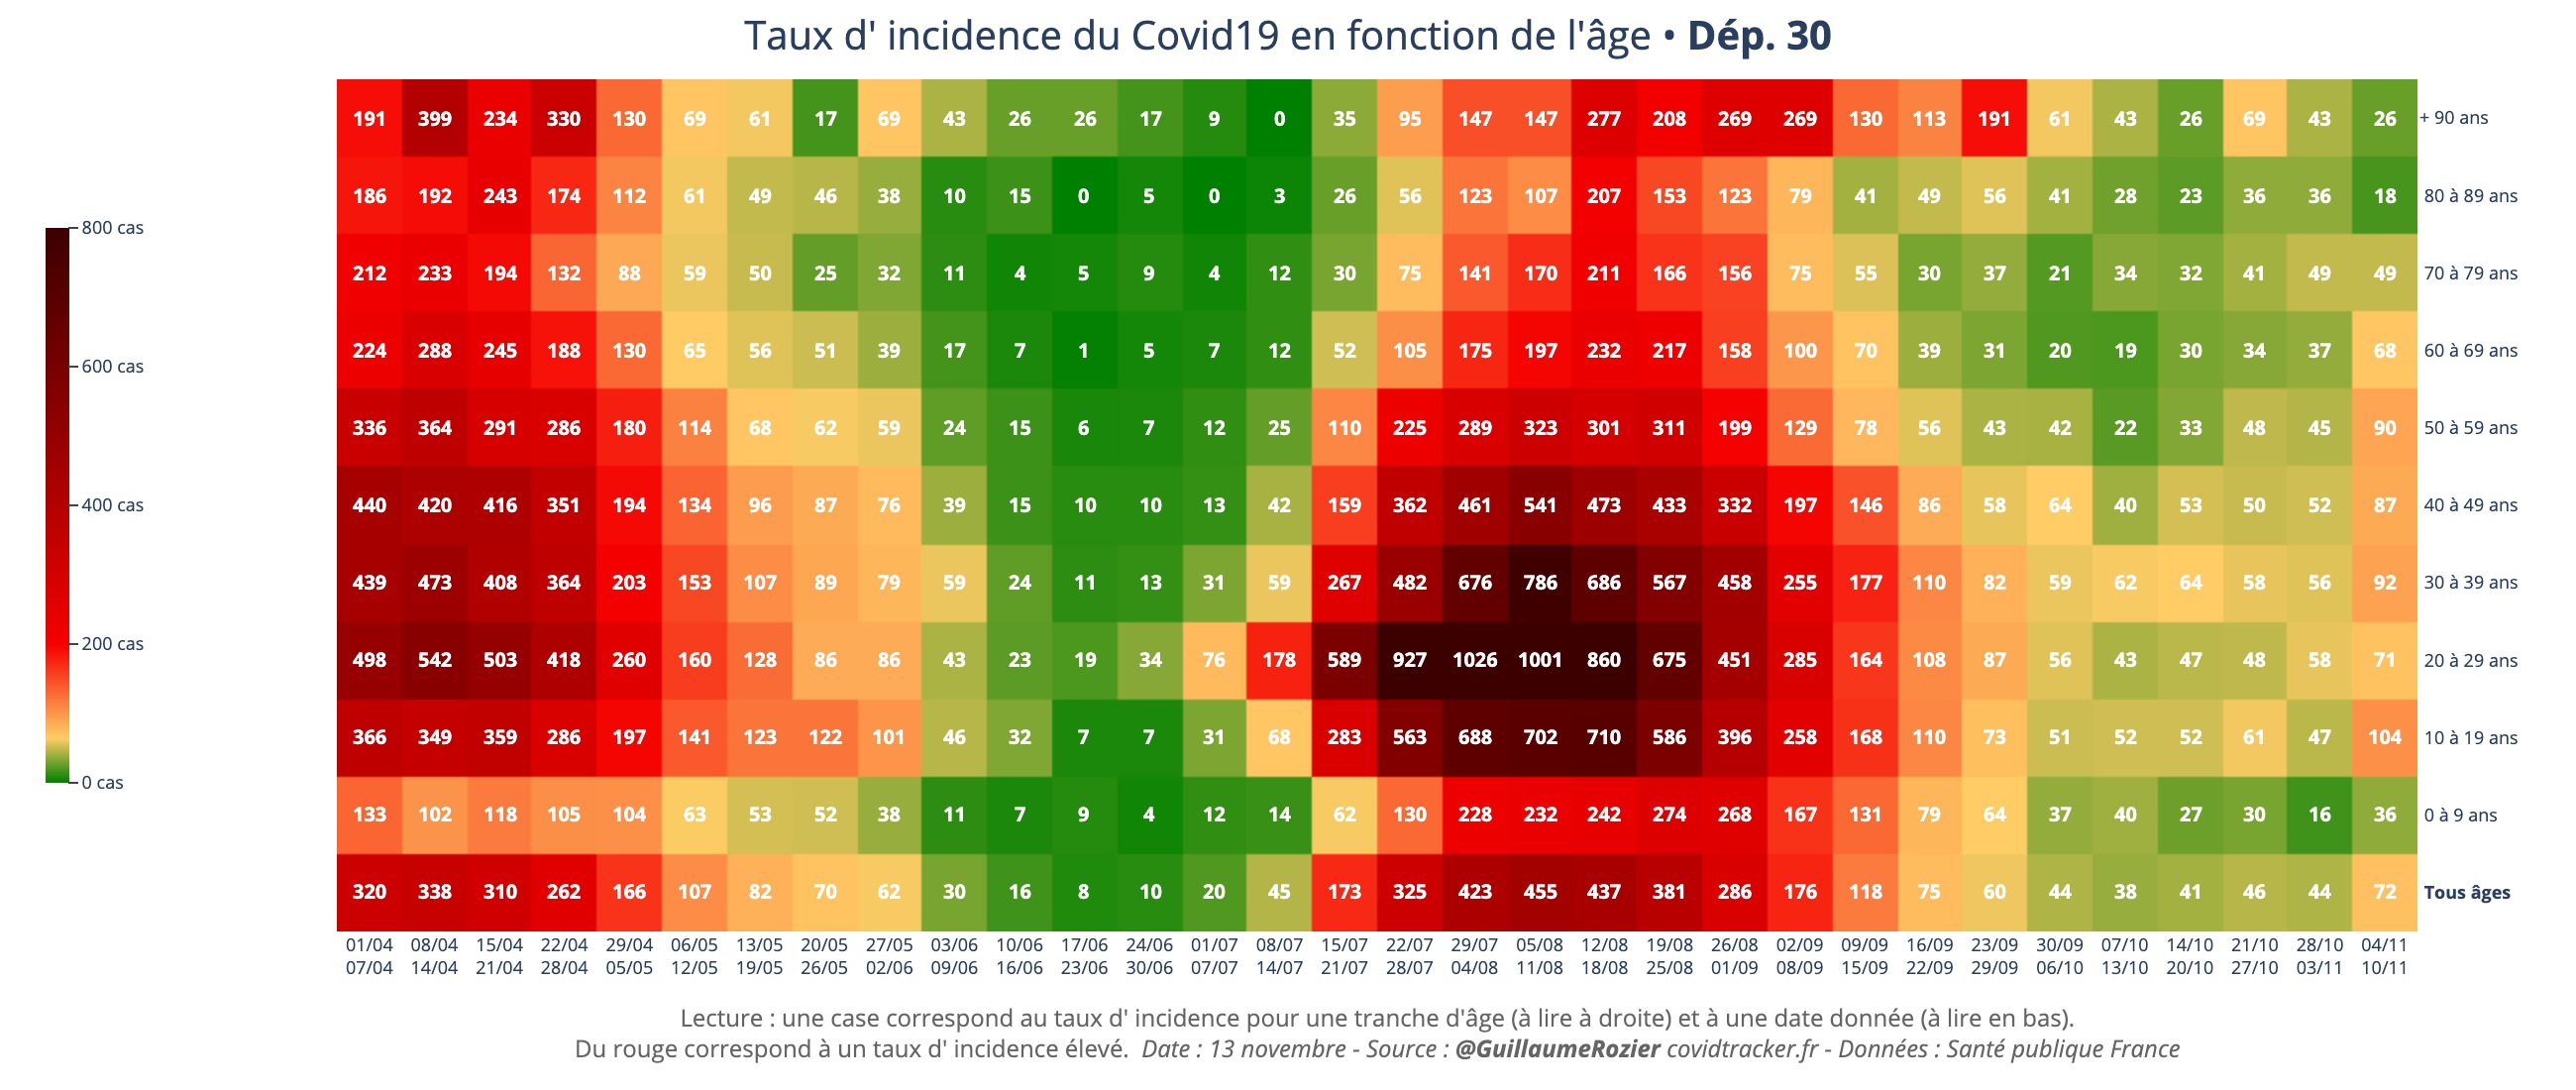 Taux d' incidence du Covid19 en fonction de l'âge • Dép. 30
800 cas
600 cas
400 cas
200 cas
0 cas
191 399 234 330 130 69 61 17 69 43 26 26 17 9 0 35 95 147 147 277 208 269 269 130 113 191 61 43 26 69 43 26 + 90 ans
186 192 243 174 112 61 49 46 38 10 15 0 5 0 3 26 56 123 107 207 153 123 79 41 49 56 41 28 23 36 36 18 80 à 89 ans
212 233 194 132 88 59 50 25 32 11 4 5 9 4 12 30 75 141 170 211 166 156 75 55 30 37 21 34 32 41 49 49 70 à 79 ans
224 288 245 188 130 65 56 51 39 17 7 1 5 7 12 52 105 175 197 232 217 158 100 70 39 31 20 19 30 34 37 68 60 à 69 ans
336 364 291 286 180 114 68 62 59 24 15 6 7 12 25 110 225 289 323 301 311 199 129 78 56 43 42 22 33 48 45 90 50 à 59 ans
440 420 416 351 194 134 96 87 76 39 15 10 10 13 42 159 362 461 541 473 433 332 197 146 86 58 64 40 53 50 52 87 40 à 49 ans
439 473 408 364 203 153 107 89 79 59 24 11 13 31 59 267 482 676 786 686 567 458 255 177 110 82 59 62 64 58 56 92 30 à 39 ans
498 542 503 418 260 160 128 86 86 43 23 19 34 76 178 589 927 1026 1001 860 675 451 285 164 108 87 56 43 47 48 58 71 20 à 29 ans
366 349 359 286 197 141 123 122 101 46 32 7 7 31 68 283 563 688 702 710 586 396 258 168 110 73 51 52 52 61 47 104 10 à 19 ans
133 102 118 105 104 63 53 52 38 11 7 9 4 12 14 62 130 228 232 242 274 268 167 131 79 64 37 40 27 30 16 36 0 à 9 ans
320 338 310 262 166 107 82 70 62 30 16 8 10 20 45 173 325 423 455 437 381 286 176 118 75 60 44 38 41 46 44 72 Tous âges
01/04 08/04 15/04 22/04 29/04 06/05 13/05 20/05 27/05 03/06 10/06 17/06 24/06 01/07 08/07 15/07 22/07 29/07 05/08 12/08 19/08 26/08 02/09 09/09 16/09 23/09 30/09 07/10 14/10 21/10 28/10 04/11
07/04 14/04 21/04 28/04 05/05 12/05 19/05 26/05 02/06 09/06 16/06 23/06 30/06 07/07 14/07 21/07 28/07 04/08 11/08 18/08 25/08 01/09 08/09 15/09 22/09 29/09 06/10 13/10 20/10 27/10 03/11 10/11
Lecture : une case correspond au taux d' incidence pour une tranche d'âge (à lire à droite) et à une date donnée (à lire en bas).
Du rouge correspond à un taux d' incidence élevé. Date : 13 novembre - Source : @GuillaumeRozier covidtracker.fr - Données : Santé publique France